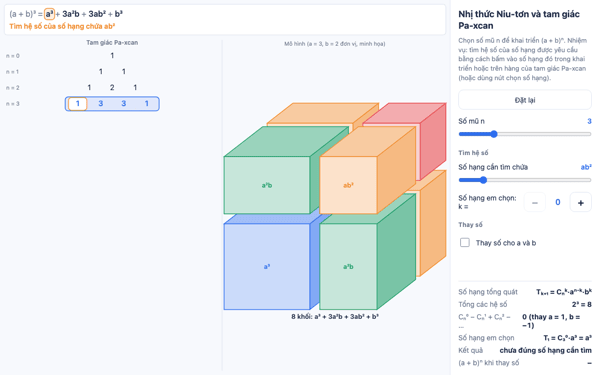 (a + b)³ = a³ + 3a²b + 3ab² + b³
Tìm hệ số của số hạng chứa ab²
Tam giác Pa-xcan
n = 0
1
n = 1
1 1
n = 2
1 2 1
n = 3
1 3 3 1
Mô hình (a = 3, b = 2 đơn vị, minh họa)
a²b
ab²
a³
a²b
8 khối: a³ + 3a²b + 3ab² + b³
Nhị thức Niu-tơn và tam giác Pa-xcan
Chọn số mũ n để khai triển (a + b)ⁿ. Nhiệm vụ: tìm hệ số của số hạng được yêu cầu bằng cách bấm vào số hạng đó trong khai triển hoặc trên hàng của tam giác Pa-xcan (hoặc dùng nút chọn số hạng).
Đặt lại
Số mũ n 3
Tìm hệ số
Số hạng cần tìm chứa ab²
Số hạng em chọn: k = − 0 +
Thay số
Thay số cho a và b
Số hạng tổng quát Tₖ₊₁ = Cₙᵏ·aⁿ⁻ᵏ·bᵏ
Tổng các hệ số 2³ = 8
Cₙ⁰ − Cₙ¹ + Cₙ² − ... 0 (thay a = 1, b = −1)
Số hạng em chọn T₁ = C₃⁰·a³ = a³
Kết quả chưa đúng số hạng cần tìm
(a + b)ⁿ khi thay số –